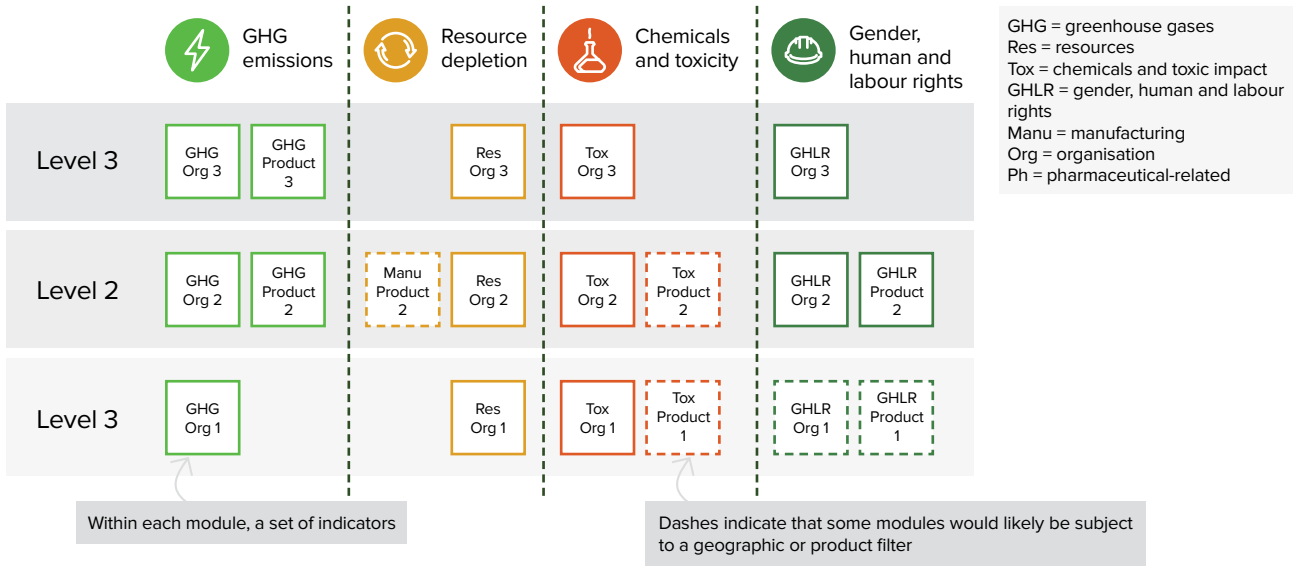 GHG
emissions
Resource
depletion
Chemicals
and toxicity
Gender,
human and
labour rights
GHG = greenhouse gases
Res = resources
Tox = chemicals and toxic impact
GHLR = gender, human and labour
rights
Manu = manufacturing
Org = organisation
Ph = pharmaceutical-related
Level 3
GHG
Org 3
GHG
Product
3
Res
Org 3
Tox
Org 3
GHLR
Org 3
Level 2
GHG
Org 2
GHG
Product
2
Manu
Product
2
Res
Org 2
Tox
Org 2
Tox
Product
2
GHLR
Org 2
GHLR
Product
2
Level 3
GHG
Org 1
Res
Org 1
Tox
Org 1
Tox
Product
1
GHLR
Org 1
GHLR
Product
1
Within each module, a set of indicators
Dashes indicate that some modules would likely be subject
to a geographic or product filter